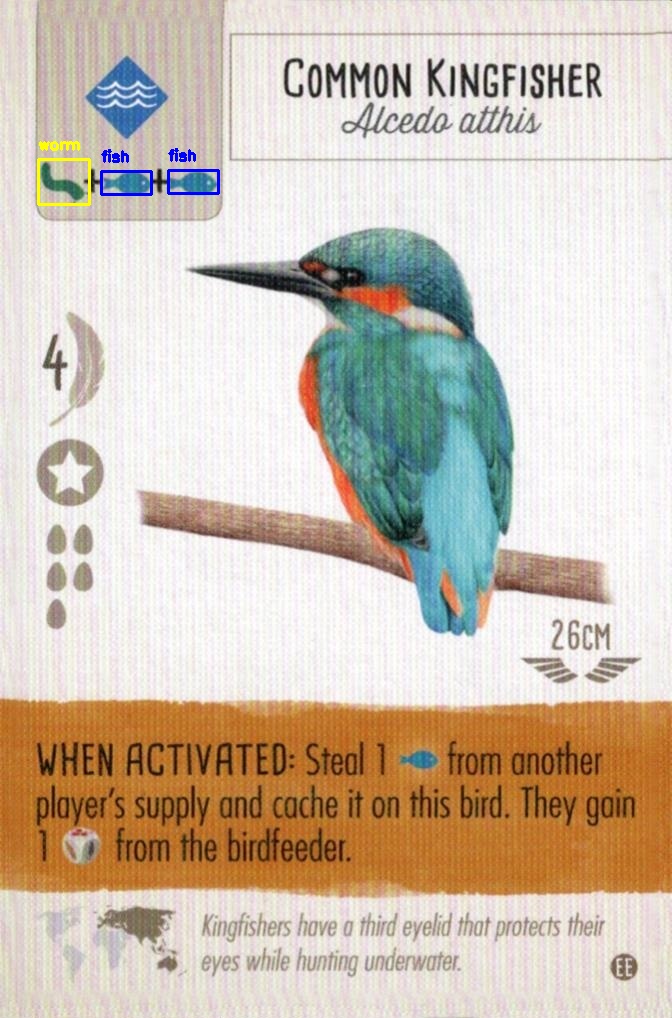 COMMON KINGFISHER
Alcedo atthis
worm
fish
fish
+ +
4
26CM
WHEN ACTIVATED: Steal 1 from another
player's supply and cache it on this bird. They gain
1 from the birdfeeder.
Kingfishers have a third eyelid that protects their
eyes while hunting underwater.
EE